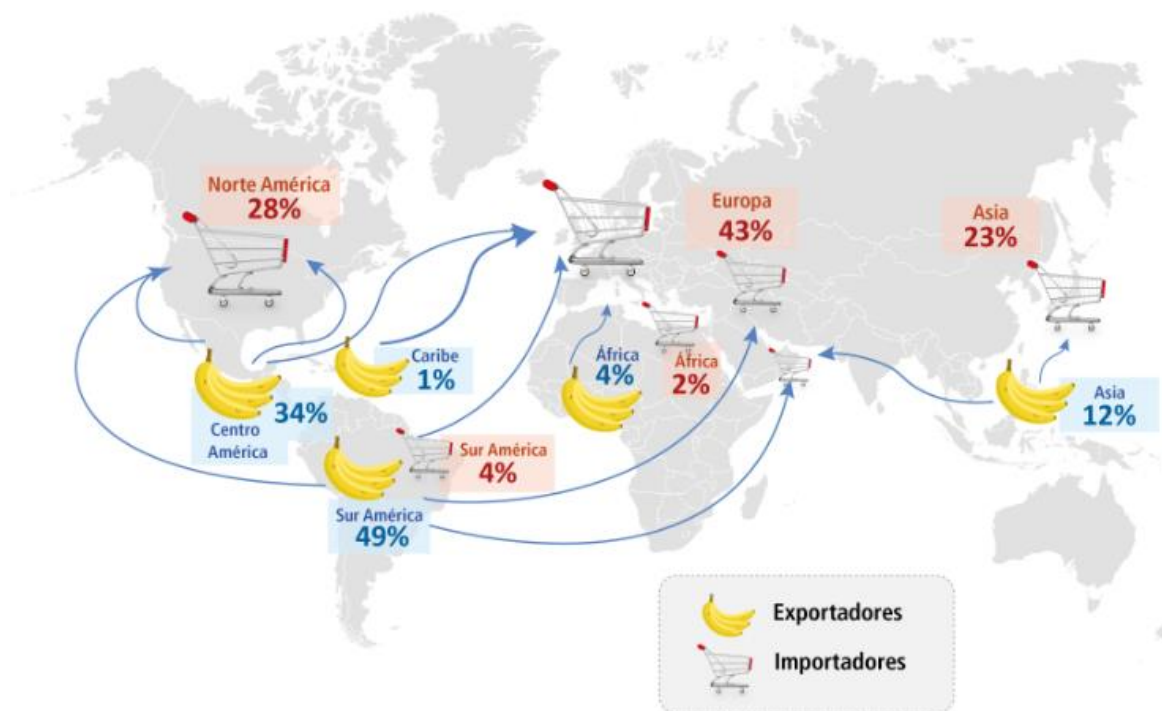 Norte América
28%
Europa
43%
Asia
23%
Caribe
1%
África
4%
África
2%
34%
Centro
América
Sur América
4%
Asia
12%
Sur América
49%
Exportadores
Importadores